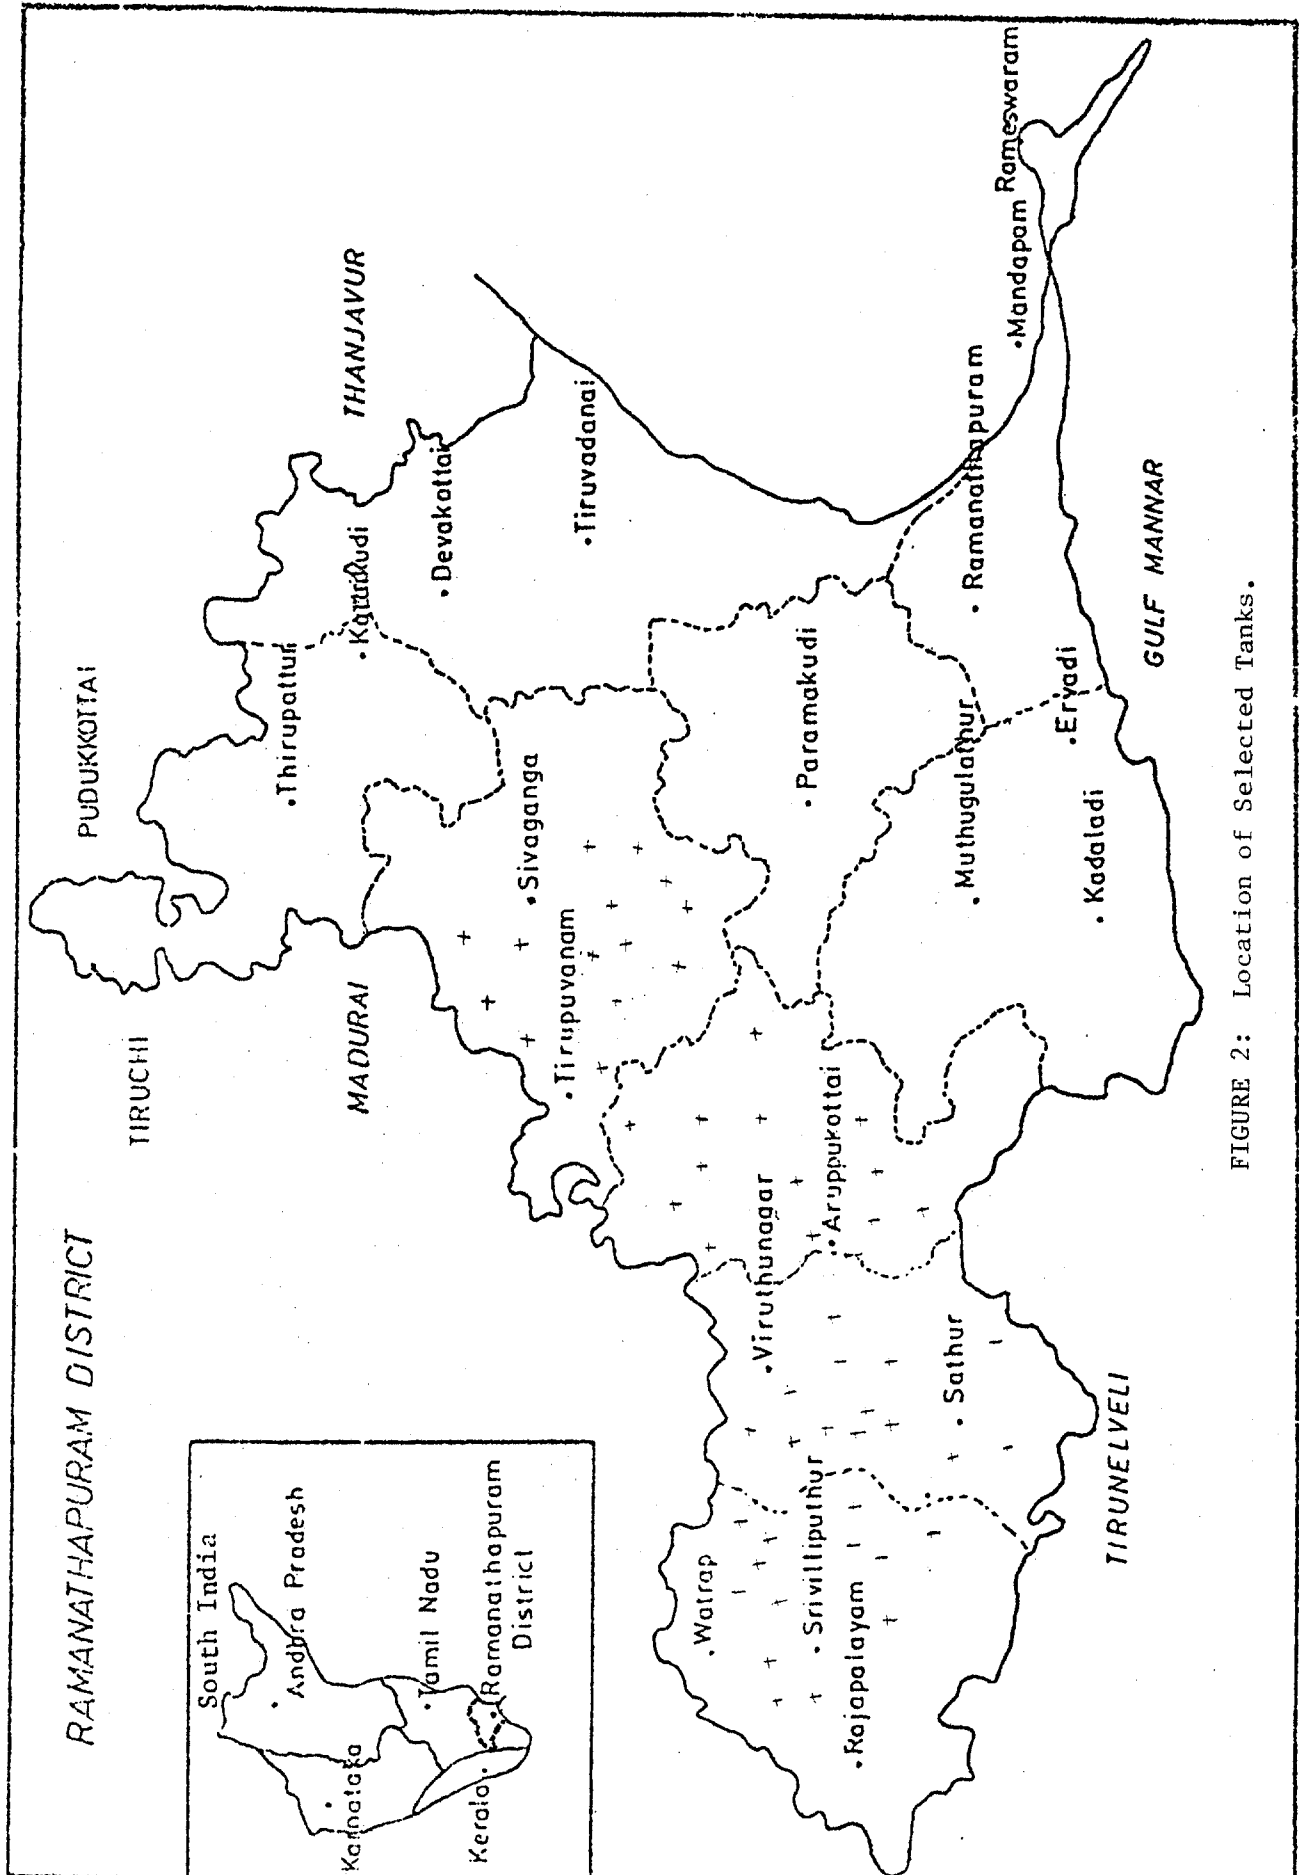 RAMANATHAPURAM DISTRICT
South India
Andhra Pradesh
Karnataka
Tamil Nadu
Kerala
Ramanathapuram
District
TIRUCHI
PUDUKKOTTAI
MADURAI
THANJAVUR
Thirupattur
Karaikudi
Devakottai
Sivaganga
Tirupuvanam
Tiruvadanai
Watrap
Viruthunagar
Srivilliputhur
Aruppukottai
Paramakudi
Rajapalayam
Sathur
Muthugulathur
Ramanathapuram
Mandapam
Rameswaram
Kadaladi
Eryadi
TIRUNELVELI
GULF MANNAR
FIGURE 2: Location of Selected Tanks.